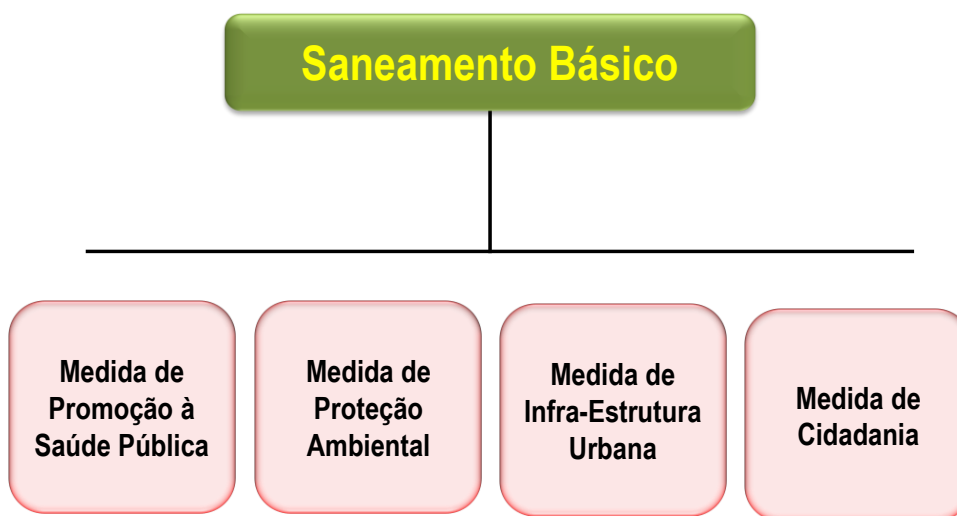 Saneamento Básico
Medida de
Promoção à
Saúde Pública
Medida de
Proteção
Ambiental
Medida de
Infra-Estrutura
Urbana
Medida de
Cidadania